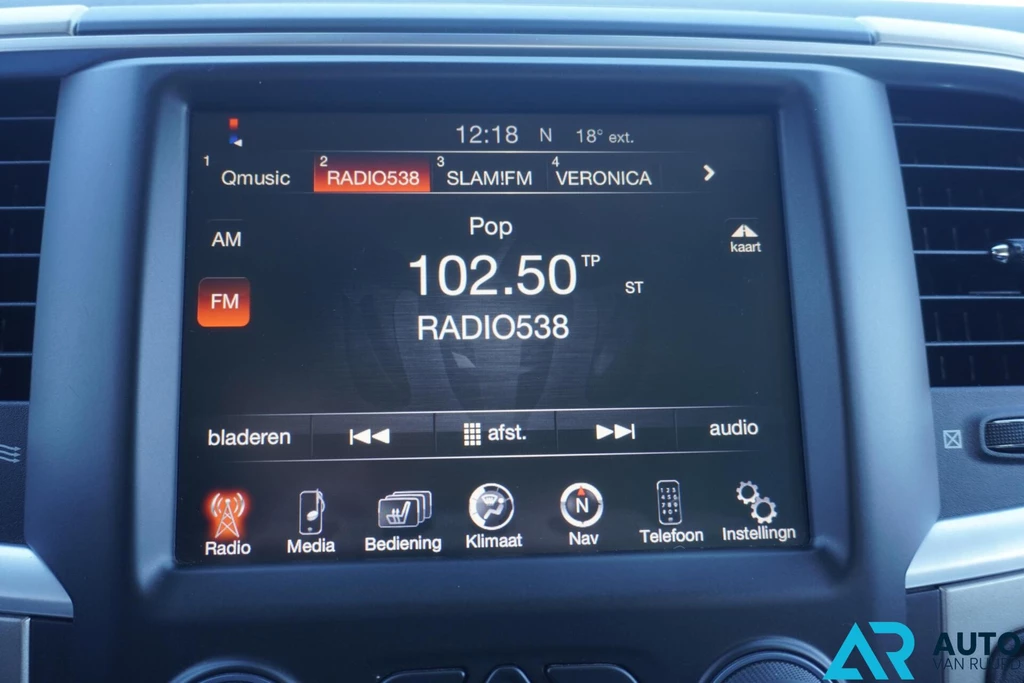 12:18 N 18° ext.
1 Qmusic 2 RADIO538 3 SLAM!FM 4 VERONICA
Pop
AM
kaart
102.50 TP
ST
FM
RADIO538
bladeren afst. audio
Radio Media Bediening Klimaat N Nav Telefoon Instellingn
AR AUTO
VAN RUURD